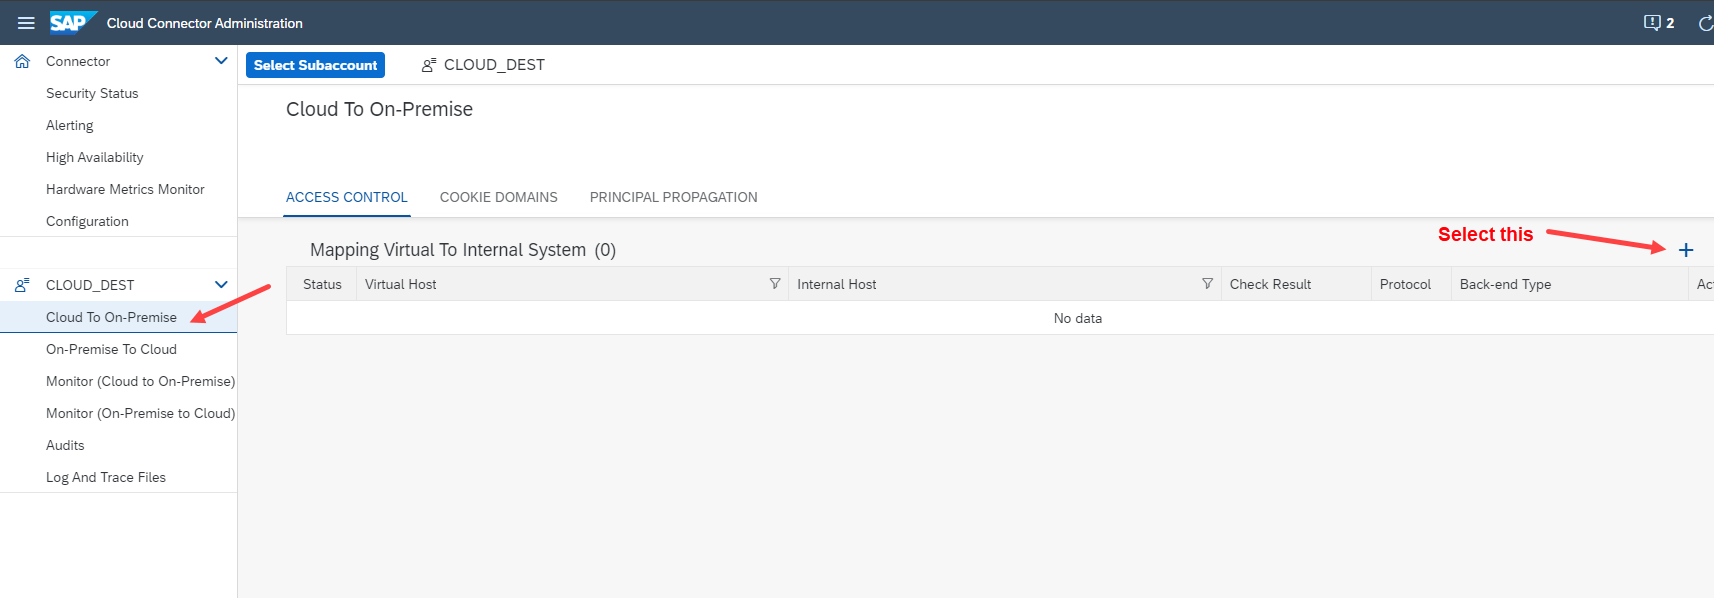 SAP Cloud Connector Administration 2
Connector
Security Status
Alerting
High Availability
Hardware Metrics Monitor
Configuration
CLOUD_DEST
Cloud To On-Premise
On-Premise To Cloud
Monitor (Cloud to On-Premise)
Monitor (On-Premise to Cloud)
Audits
Log And Trace Files
Select Subaccount CLOUD_DEST
Cloud To On-Premise
ACCESS CONTROL COOKIE DOMAINS PRINCIPAL PROPAGATION
Select this
Mapping Virtual To Internal System (0)
Status Virtual Host Internal Host Check Result Protocol Back-end Type
No data